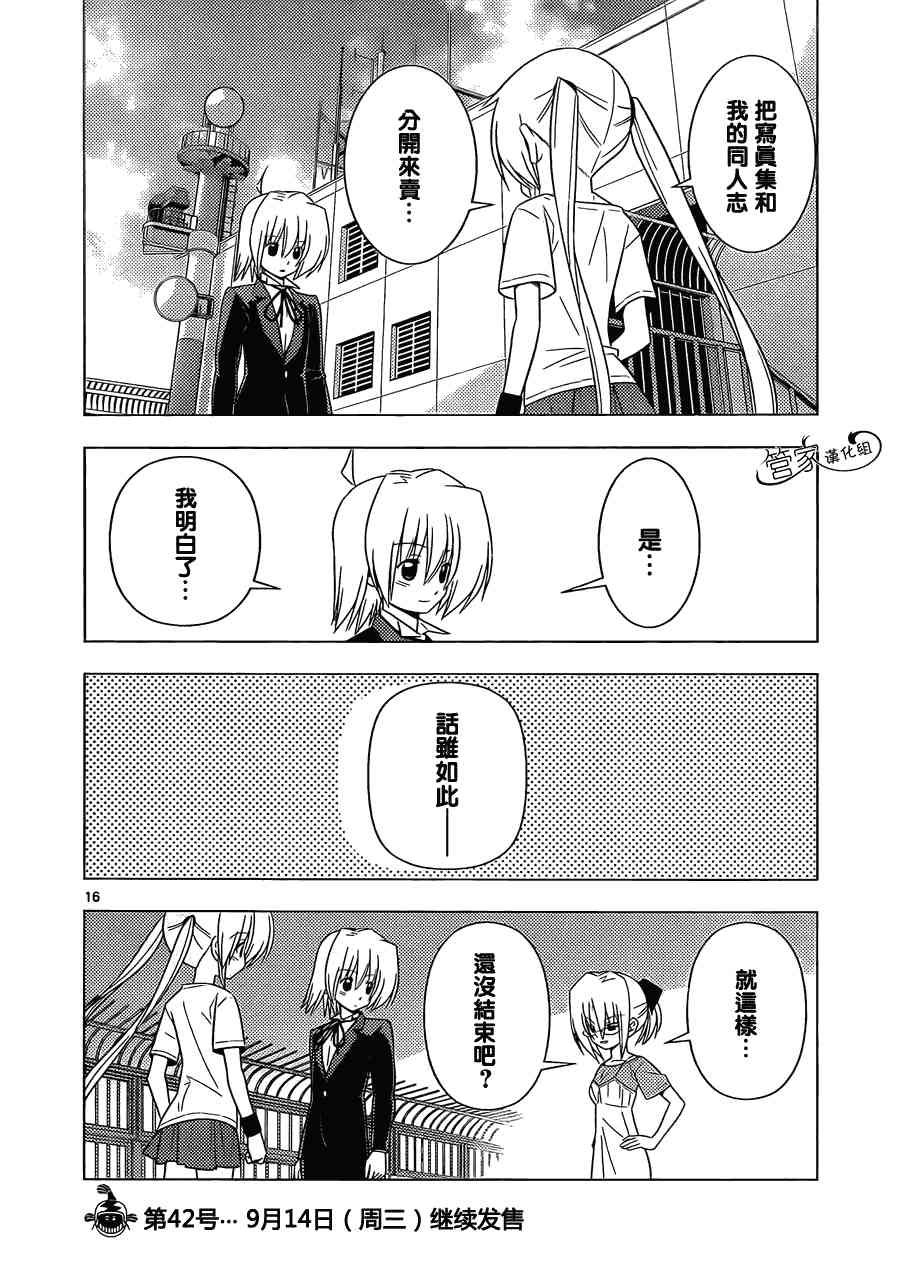 把寫眞集和
我的同人志
分開來賣…
管家漢化組
是…
我明白了…
話雖如此——
16
就這樣…
還沒結束吧？
第42号… 9月14日（周三）继续发售